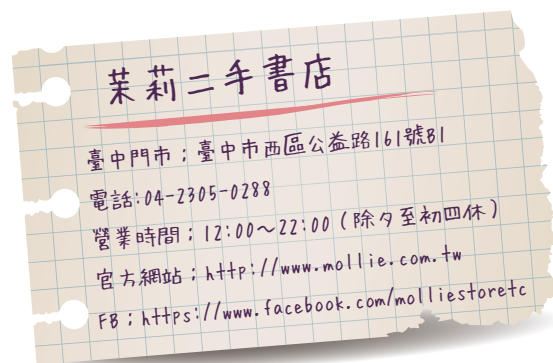 茉莉二手書店
臺中門市；臺中市西區公益路161號B1
電話:04-2305-0288
營業時間；12:00～22:00（除夕至初四休）
官方網站；http://www.mollie.com.tw
FB；https://www.facebook.com/molliestoretc